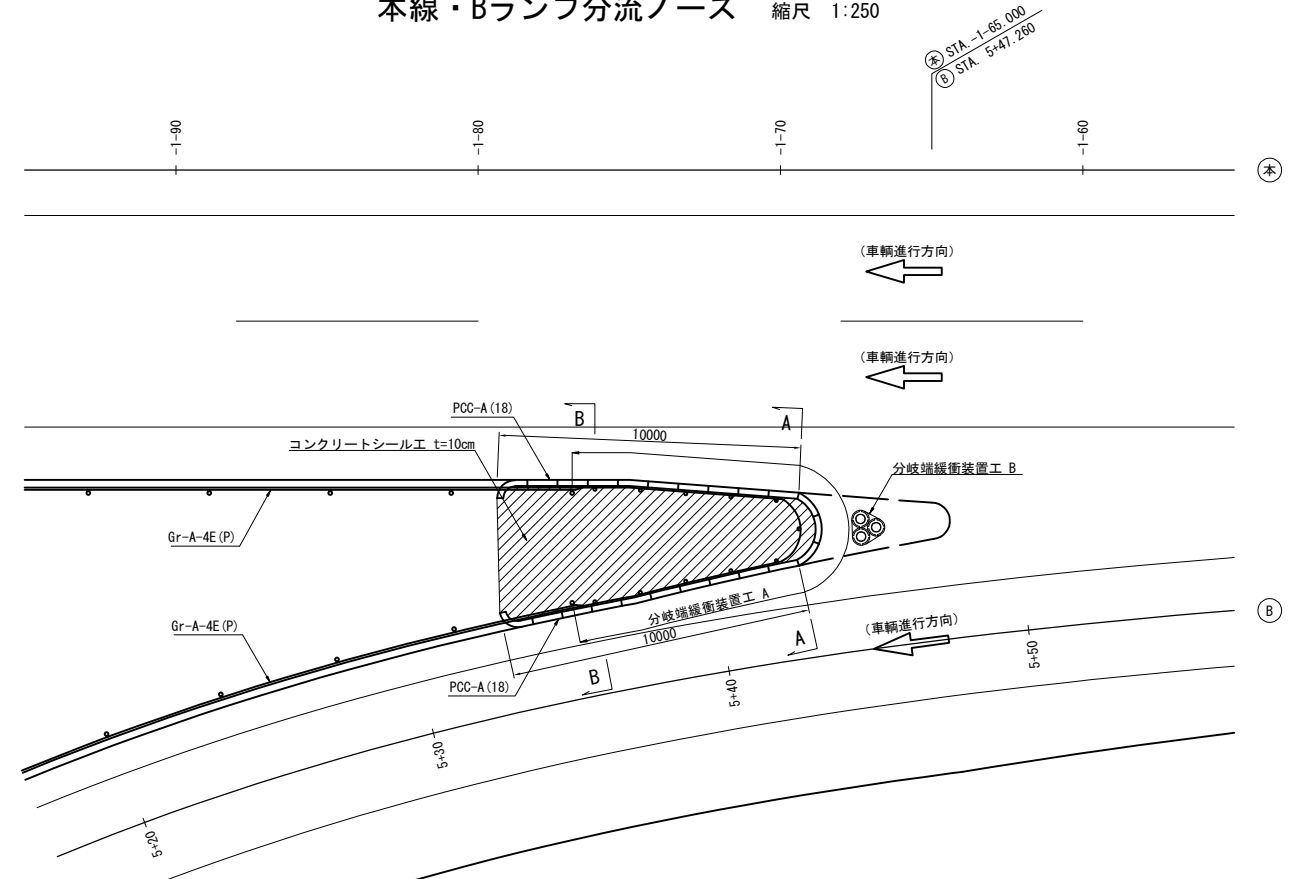 本線・Bランプ分流ノーズ 縮尺 1:250
本 STA.-1-65.000
B STA. 5+47.260
-1-90
-1-80
-1-70
-1-60
本
(車輌進行方向)
(車輌進行方向)
PCC-A(18)
B
A
10000
コンクリートシール工 t=10cm
分岐端緩衝装置工 B
Gr-A-4E(P)
分岐端緩衝装置工 A
10000
Gr-A-4E(P)
(車輌進行方向)
B
A
B
PCC-A(18)
5+50
5+40
5+30
5+20